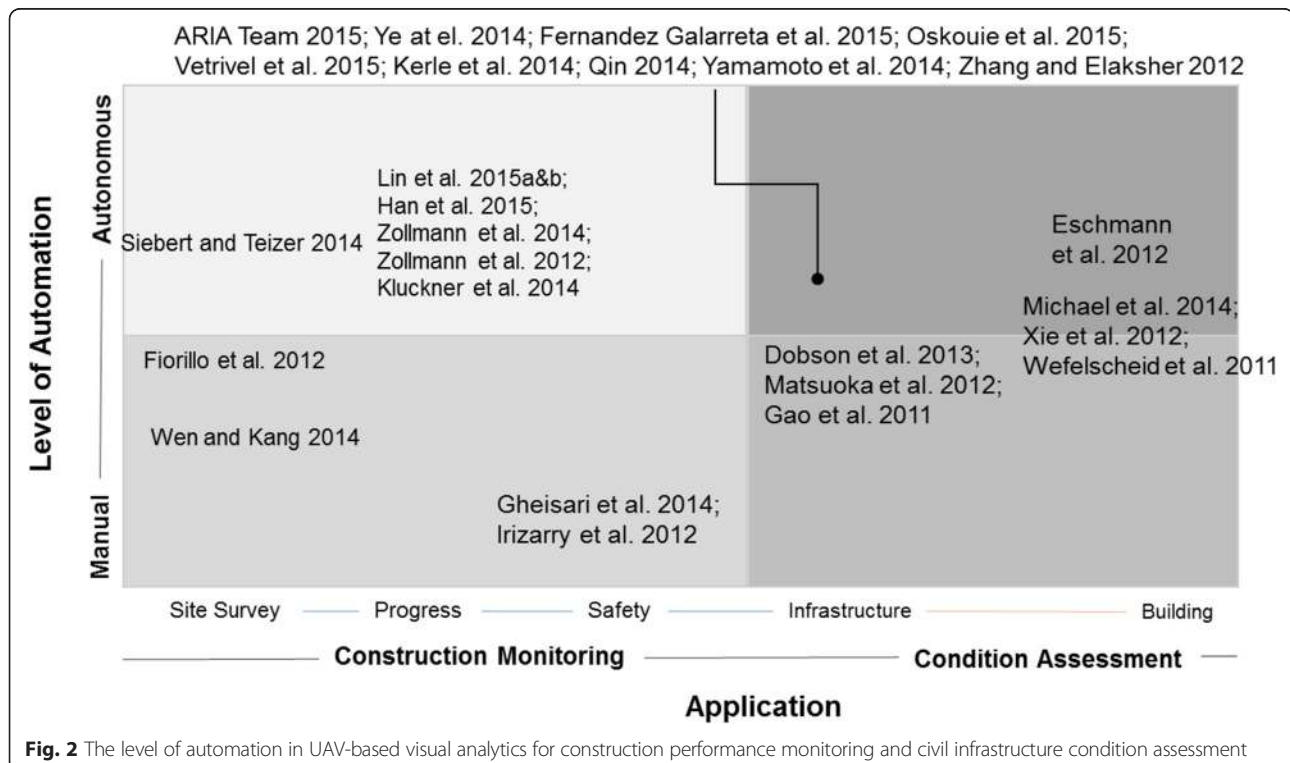 ARIA Team 2015; Ye at el. 2014; Fernandez Galarreta et al. 2015; Oskouie et al. 2015;
Vetrivel et al. 2015; Kerle et al. 2014; Qin 2014; Yamamoto et al. 2014; Zhang and Elaksher 2012
Level of Automation
Autonomous
Manual
Siebert and Teizer 2014
Lin et al. 2015a&b;
Han et al. 2015;
Zollmann et al. 2014;
Zollmann et al. 2012;
Kluckner et al. 2014
Eschmann
et al. 2012
Michael et al. 2014;
Xie et al. 2012;
Wefelscheid et al. 2011
Fiorillo et al. 2012
Wen and Kang 2014
Dobson et al. 2013;
Matsuoka et al. 2012;
Gao et al. 2011
Gheisari et al. 2014;
Irizarry et al. 2012
Site Survey
Progress
Safety
Infrastructure
Building
Construction Monitoring
Condition Assessment
Application
Fig. 2 The level of automation in UAV-based visual analytics for construction performance monitoring and civil infrastructure condition assessment